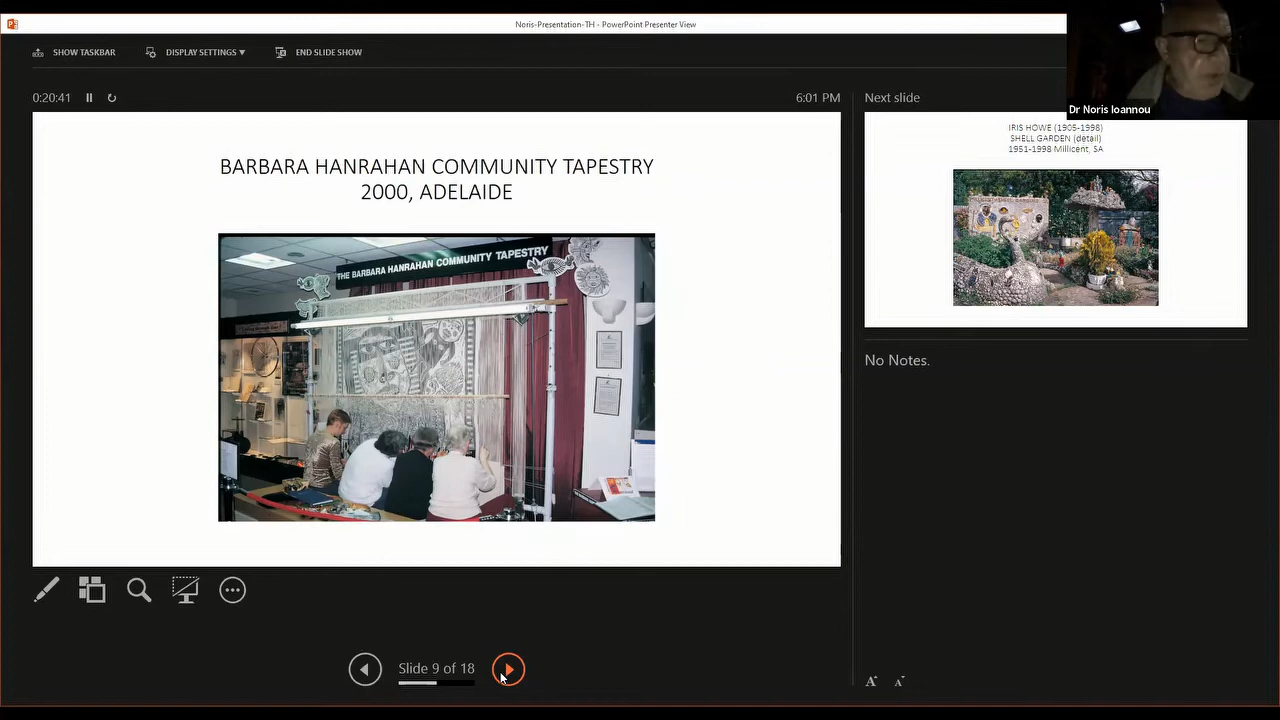 Noris-Presentation-TH - PowerPoint Presenter View
SHOW TASKBAR
DISPLAY SETTINGS
END SLIDE SHOW
Dr Noris Ioannou
0:20:41
6:01 PM
Next slide
BARBARA HANRAHAN COMMUNITY TAPESTRY
2000, ADELAIDE
THE BARBARA HANRAHAN COMMUNITY TAPESTRY
IRIS HOWE (1905-1998)
SHELL GARDEN (detail)
1951-1998 Millicent, SA
No Notes.
Slide 9 of 18
A A